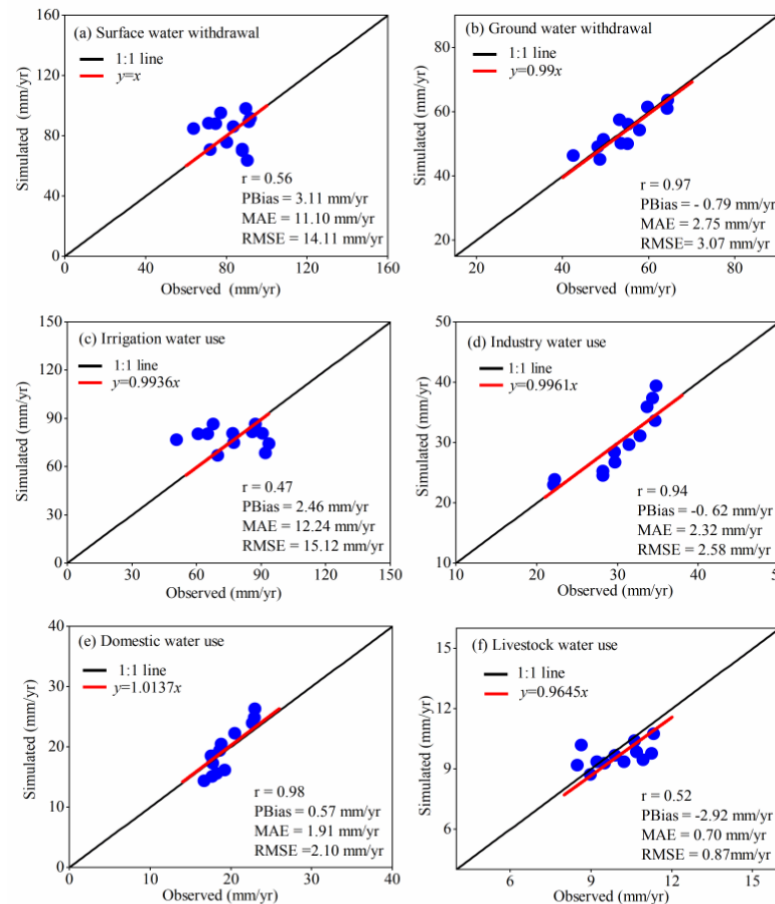 (a) Surface water withdrawal
1:1 line
y=x
r = 0.56
PBias = 3.11 mm/yr
MAE = 11.10 mm/yr
RMSE = 14.11 mm/yr
160
120
80
40
0
0 40 80 120 160
Simulated (mm/yr)
Observed (mm/yr)
(b) Ground water withdrawal
1:1 line
y=0.99x
r = 0.97
PBias = - 0.79 mm/yr
MAE = 2.75 mm/yr
RMSE= 3.07 mm/yr
80
60
40
20
20 40 60 80
Simulated (mm/yr)
Observed (mm/yr)
(c) Irrigation water use
1:1 line
y=0.9936x
r = 0.47
PBias = 2.46 mm/yr
MAE = 12.24 mm/yr
RMSE = 15.12 mm/yr
150
120
90
60
30
0
0 30 60 90 120 150
Simulated (mm/yr)
Observed (mm/yr)
(d) Industry water use
1:1 line
y=0.9961x
r = 0.94
PBias = -0. 62 mm/yr
MAE = 2.32 mm/yr
RMSE = 2.58 mm/yr
50
40
30
20
10
10 20 30 40
Simulated (mm/yr)
Observed (mm/yr)
(e) Domestic water use
1:1 line
y=1.0137x
r = 0.98
PBias = 0.57 mm/yr
MAE = 1.91 mm/yr
RMSE =2.10 mm/yr
40
30
20
10
0
0 10 20 30 40
Simulated (mm/yr)
Observed (mm/yr)
(f) Livestock water use
1:1 line
y=0.9645x
r = 0.52
PBias = -2.92 mm/yr
MAE = 0.70 mm/yr
RMSE = 0.87mm/yr
15
12
9
6
6 9 12 15
Simulated (mm/yr)
Observed (mm/yr)